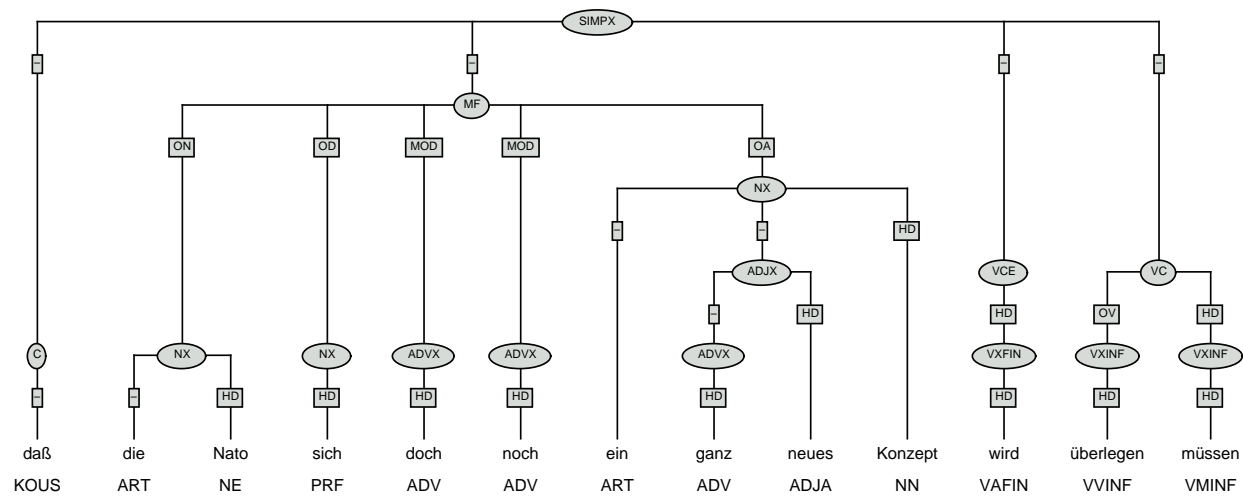 SIMPX
– – – –
MF
ON OD MOD MOD OA
NX
– – HD
ADJX VCE VC
– HD HD OV HD
C NX NX ADVX ADVX ADVX VXFIN VXINF VXINF
– – HD HD HD HD HD HD HD HD
daß die Nato sich doch noch ein ganz neues Konzept wird überlegen müssen
KOUS ART NE PRF ADV ADV ART ADV ADJA NN VAFIN VVINF VMINF